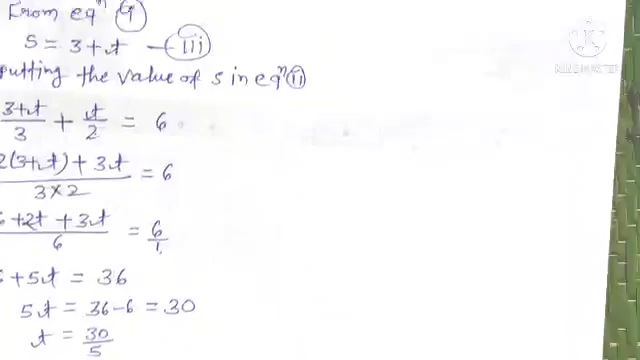 From eqⁿ (i)
s = 3 + t — (iii)
putting the value of s in eqⁿ (ii)
3+t/3 + t/2 = 6
2(3+t) + 3t / 3×2 = 6
6 + 2t + 3t / 6 = 6/1
6 + 5t = 36
5t = 36 - 6 = 30
t = 30/5
KINEMASTER